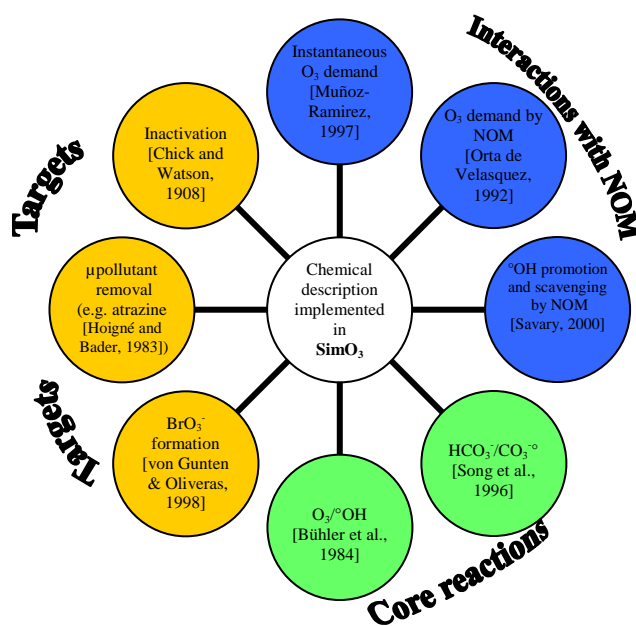 Instantaneous
O₃ demand
[Muñoz-
Ramirez,
1997]
Interactions with NOM
O₃ demand by
NOM
[Orta de
Velasquez,
1992]
°OH promotion
and scavenging
by NOM
[Savary, 2000]
HCO₃⁻/CO₃⁻°
[Song et al.,
1996]
Core reactions
O₃/°OH
[Bühler et al.,
1984]
BrO₃⁻
formation
[von Gunten
& Oliveras,
1998]
Targets
µpollutant
removal
(e.g. atrazine
[Hoigné and
Bader, 1983])
Targets
Inactivation
[Chick and
Watson,
1908]
Chemical
description
implemented
in
SimO₃